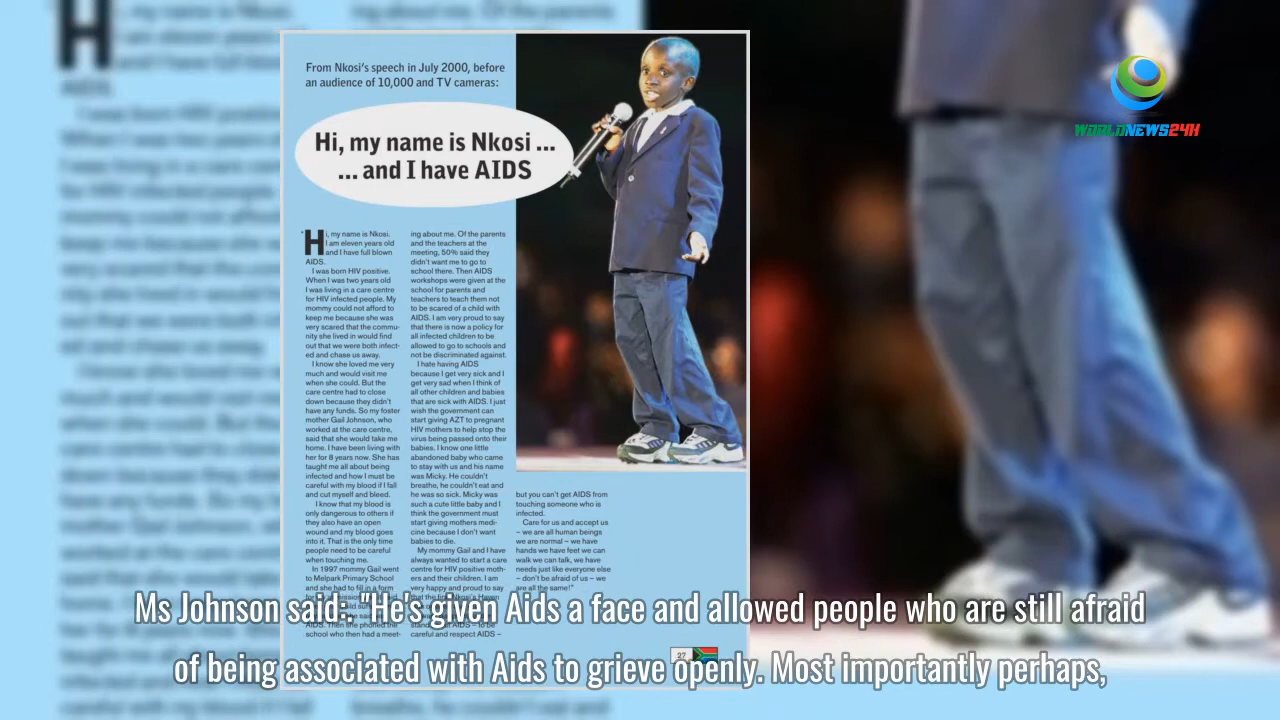 From Nkosi's speech in July 2000, before
an audience of 10,000 and TV cameras:
Hi, my name is Nkosi ...
... and I have AIDS
"Hi, my name is Nkosi.
I am eleven years old
and I have full blown
AIDS.
I was born HIV positive.
When I was two years old
I was living in a care centre
for HIV infected people. My
mommy could not afford to
keep me because she was
very scared that the commu-
nity she lived in would find
out that we were both infect-
ed and chase us away.
I know she loved me very
much and would visit me
when she could. But the
care centre had to close
down because they didn't
have any funds. So my foster
mother Gail Johnson, who
worked at the care centre,
said that she would take me
home. I have been living with
her for 8 years now. She has
taught me all about being
infected and how I must be
careful with my blood if I fall
and cut myself and bleed.
I know that my blood is
only dangerous to others if
they also have an open
wound and my blood goes
into it. That is the only time
people need to be careful
when touching me.
In 1997 mommy Gail went
to Melpark Primary School
and she had to fill in a form
AIDS. Then she phoned the
school who then had a meet-
ing about me. Of the parents
and the teachers at the
meeting, 50% said they
didn't want me to go to
school there. Then AIDS
workshops were given at the
school for parents and
teachers to teach them not
to be scared of a child with
AIDS. I am very proud to say
that there is now a policy for
all infected children to be
allowed to go to schools and
not be discriminated against.
I hate having AIDS
because I get very sick and I
get very sad when I think of
all other children and babies
that are sick with AIDS. I just
wish the government can
start giving AZT to pregnant
HIV mothers to help stop the
virus being passed onto their
babies. I know one little
abandoned baby who came
to stay with us and his name
was Micky. He couldn't
breathe, he couldn't eat and
he was so sick. Micky was
such a cute little baby and I
think the government must
start giving mothers medi-
cine because I don't want
babies to die.
My mommy Gail and I have
always wanted to start a care
centre for HIV positive moth-
ers and their children. I am
very happy and proud to say
that the first Nkosi's Haven
careful and respect AIDS –
but you can't get AIDS from
touching someone who is
infected.
Care for us and accept us
– we are all human beings
we are normal – we have
hands we have feet we can
walk we can talk, we have
needs just like everyone else
– don't be afraid of us – we
are all the same!"
27
WORLDNEWS24H
Ms Johnson said: "He's given Aids a face and allowed people who are still afraid
of being associated with Aids to grieve openly. Most importantly perhaps,